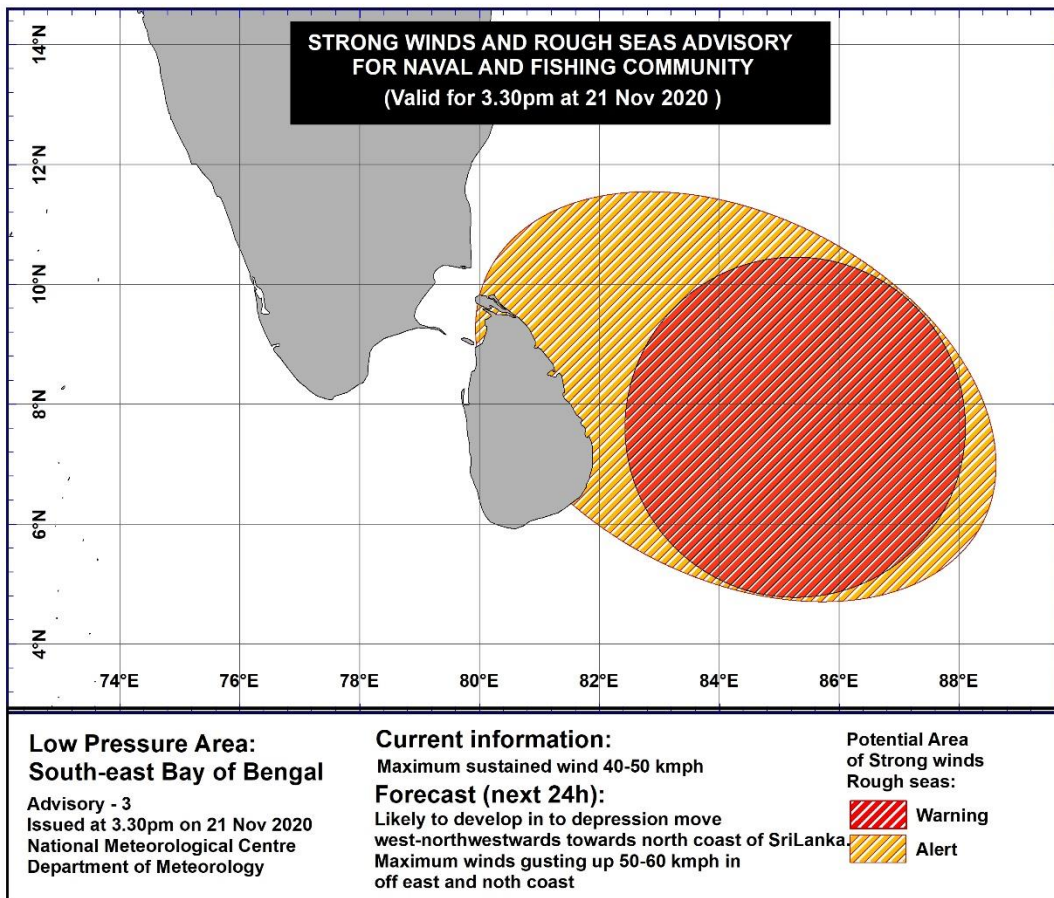 STRONG WINDS AND ROUGH SEAS ADVISORY
FOR NAVAL AND FISHING COMMUNITY
(Valid for 3.30pm at 21 Nov 2020 )
14°N
12°N
10°N
8°N
6°N
4°N
74°E
76°E
78°E
80°E
82°E
84°E
86°E
88°E
Low Pressure Area:
South-east Bay of Bengal
Advisory - 3
Issued at 3.30pm on 21 Nov 2020
National Meteorological Centre
Department of Meteorology
Current information:
Maximum sustained wind 40-50 kmph
Forecast (next 24h):
Likely to develop in to depression move
west-northwestwards towards north coast of SriLanka.
Maximum winds gusting up 50-60 kmph in
off east and noth coast
Potential Area
of Strong winds
Rough seas:
Warning
Alert